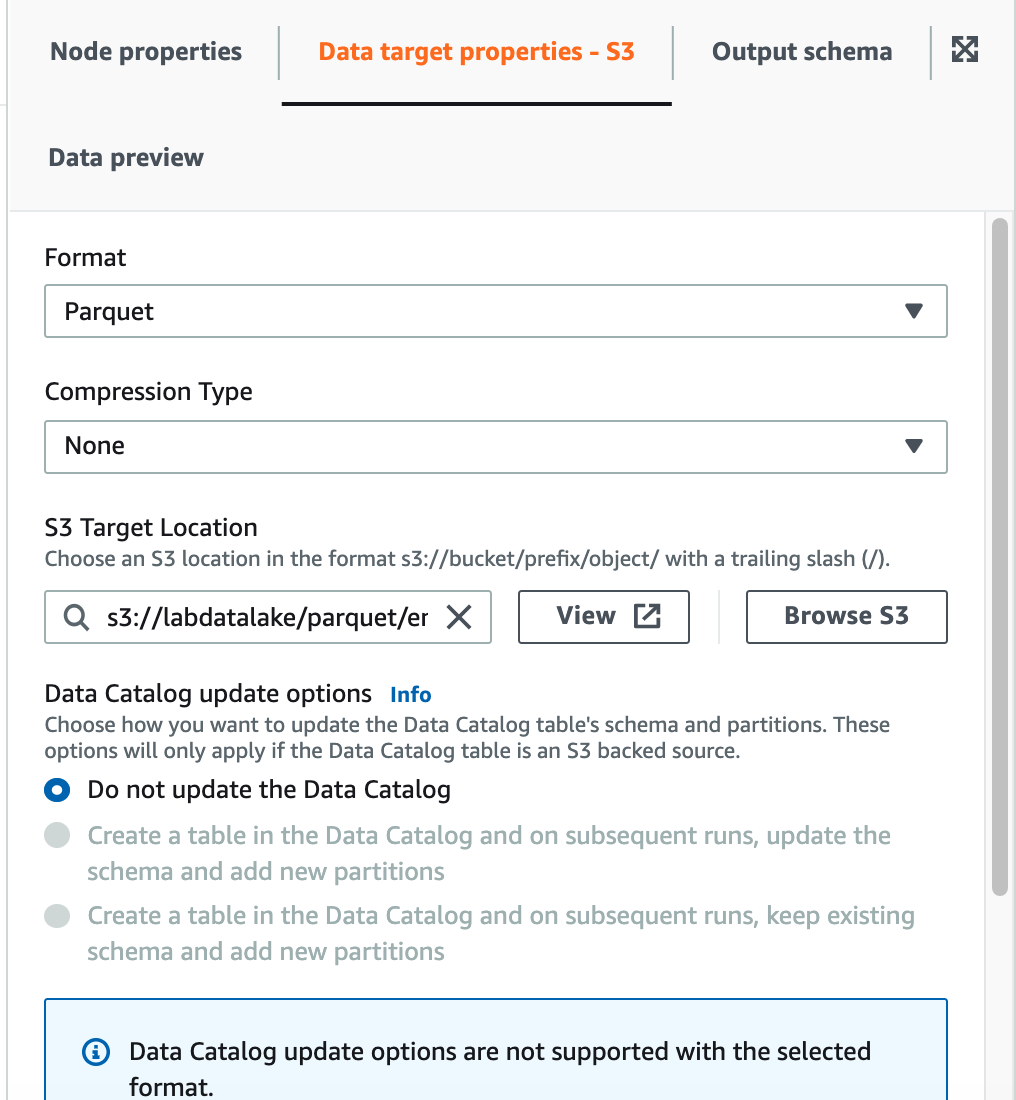 Node properties
Data target properties - S3
Output schema
Data preview
Format
Parquet
Compression Type
None
S3 Target Location
Choose an S3 location in the format s3://bucket/prefix/object/ with a trailing slash (/).
s3://labdatalake/parquet/er
View
Browse S3
Data Catalog update options Info
Choose how you want to update the Data Catalog table's schema and partitions. These
options will only apply if the Data Catalog table is an S3 backed source.
Do not update the Data Catalog
Create a table in the Data Catalog and on subsequent runs, update the
schema and add new partitions
Create a table in the Data Catalog and on subsequent runs, keep existing
schema and add new partitions
Data Catalog update options are not supported with the selected
format.